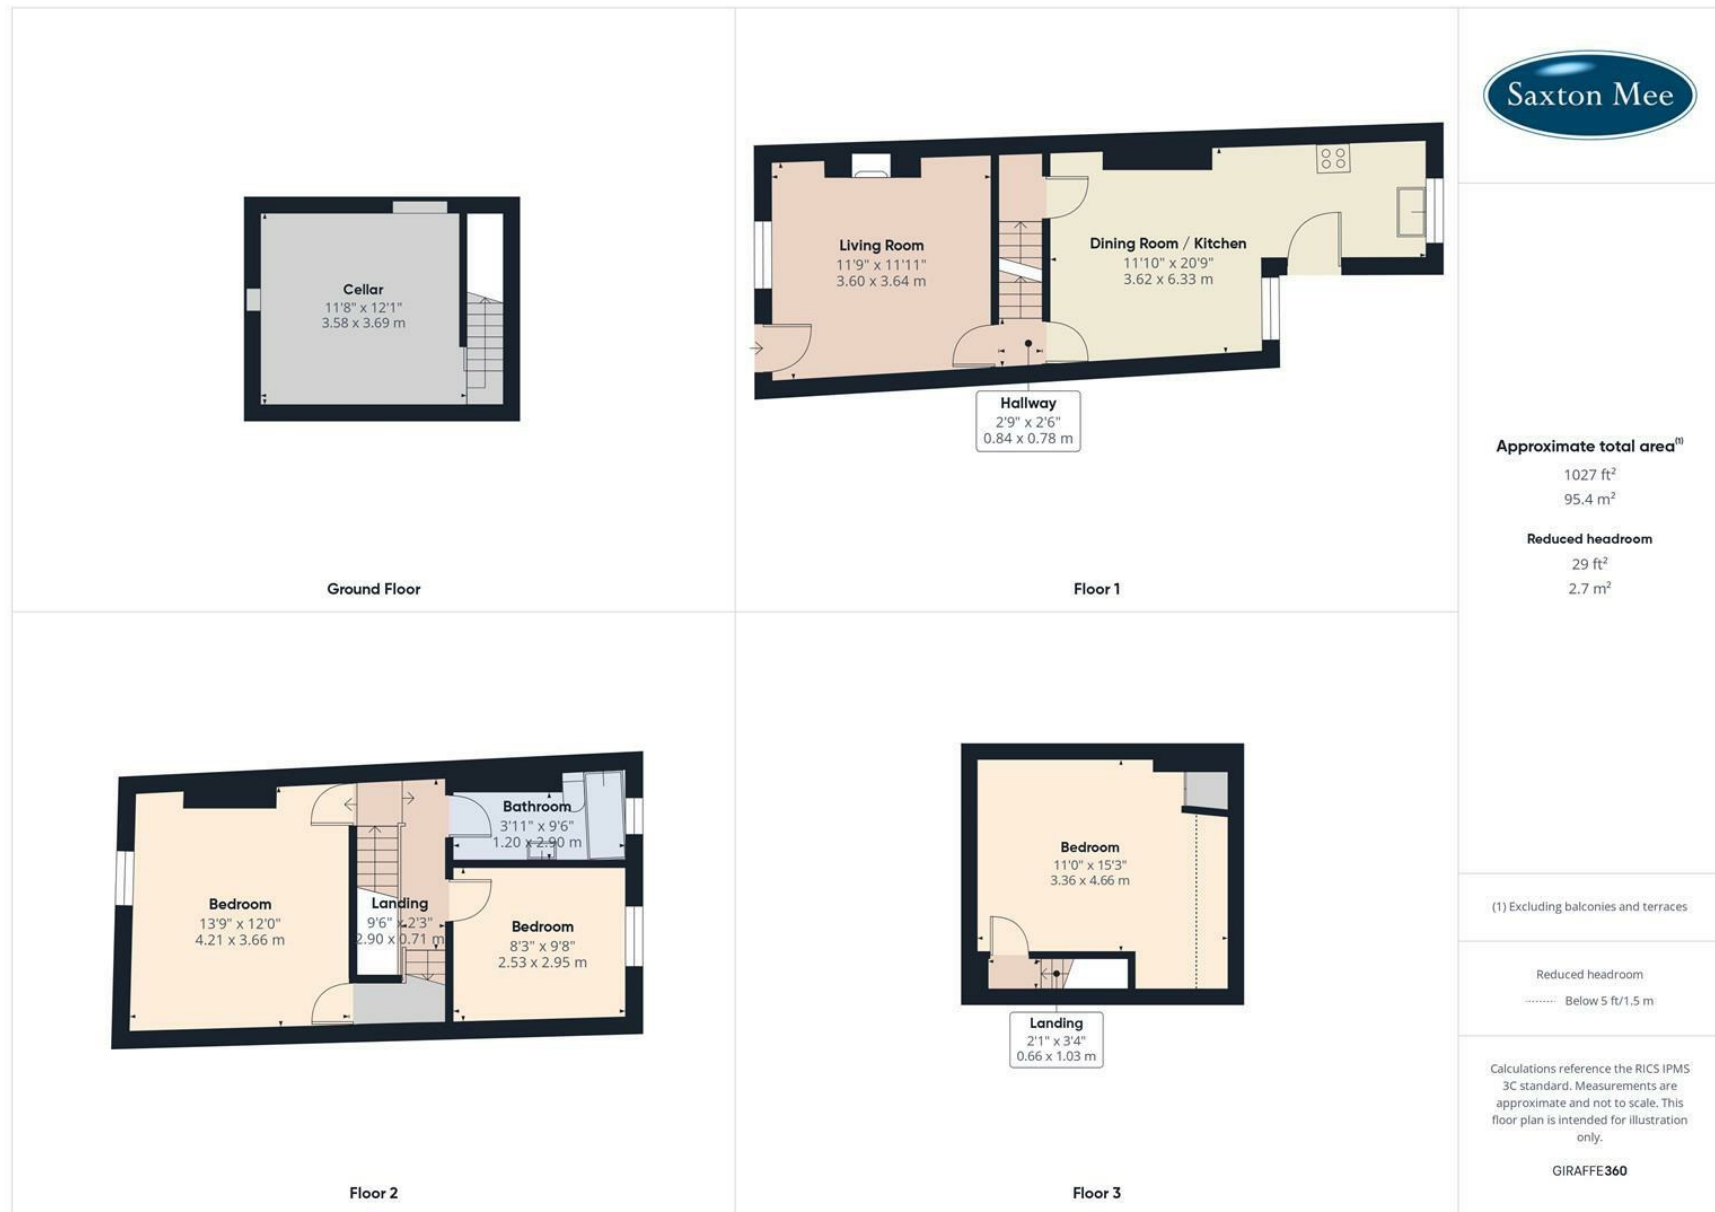 Cellar
11'8" x 12'1"
3.58 x 3.69 m
Ground Floor
Living Room
11'9" x 11'11"
3.60 x 3.64 m
Dining Room / Kitchen
11'10" x 20'9"
3.62 x 6.33 m
Hallway
2'9" x 2'6"
0.84 x 0.78 m
Floor 1
Bedroom
13'9" x 12'0"
4.21 x 3.66 m
Landing
9'6" x 2'3"
2.90 x 0.71 m
Bathroom
3'11" x 9'6"
1.20 x 2.90 m
Bedroom
8'3" x 9'8"
2.53 x 2.95 m
Floor 2
Bedroom
11'0" x 15'3"
3.36 x 4.66 m
Landing
2'1" x 3'4"
0.66 x 1.03 m
Floor 3
Saxton Mee
Approximate total area(1)
1027 ft²
95.4 m²
Reduced headroom
29 ft²
2.7 m²
(1) Excluding balconies and terraces
Reduced headroom
Below 5 ft/1.5 m
Calculations reference the RICS IPMS
3C standard. Measurements are
approximate and not to scale. This
floor plan is intended for illustration
only.
GIRAFFE360